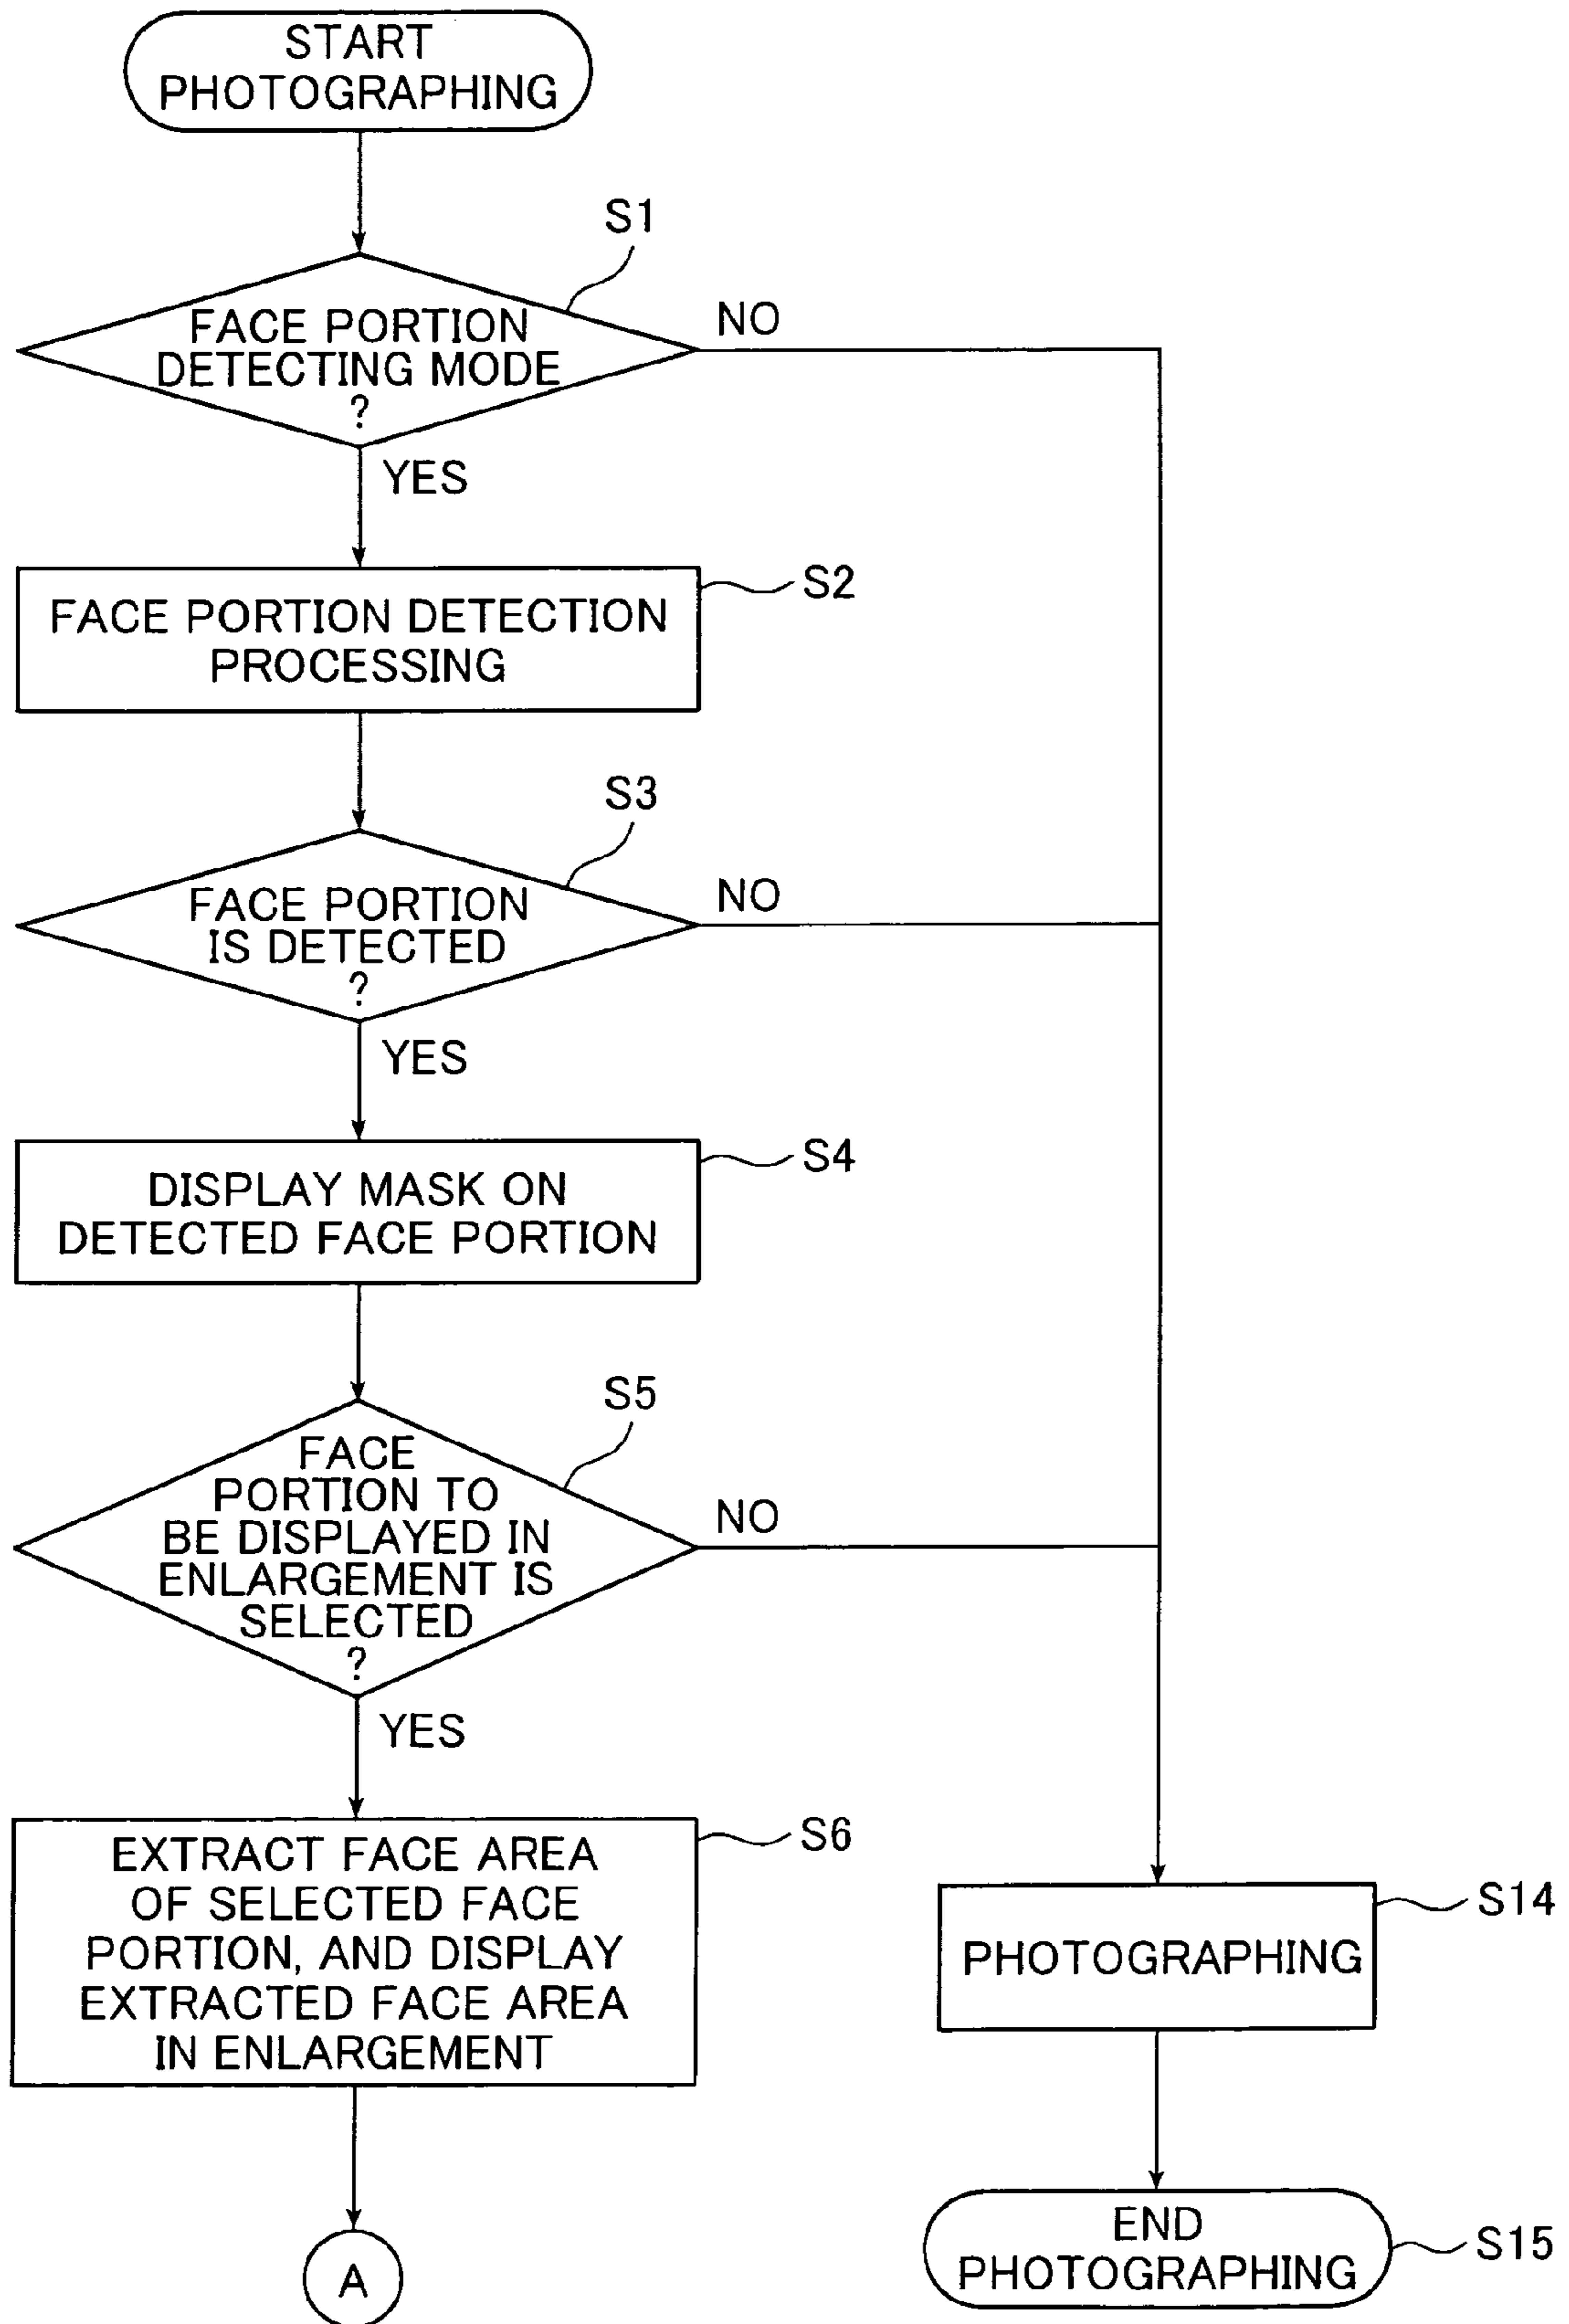 START
PHOTOGRAPHING
S1
FACE PORTION
DETECTING MODE
?
NO
YES
S2
FACE PORTION DETECTION
PROCESSING
S3
FACE PORTION
IS DETECTED
?
NO
YES
S4
DISPLAY MASK ON
DETECTED FACE PORTION
S5
FACE
PORTION TO
BE DISPLAYED IN
ENLARGEMENT IS
SELECTED
?
NO
YES
S6
EXTRACT FACE AREA
OF SELECTED FACE
PORTION, AND DISPLAY
EXTRACTED FACE AREA
IN ENLARGEMENT
A
S14
PHOTOGRAPHING
END
PHOTOGRAPHING
S15